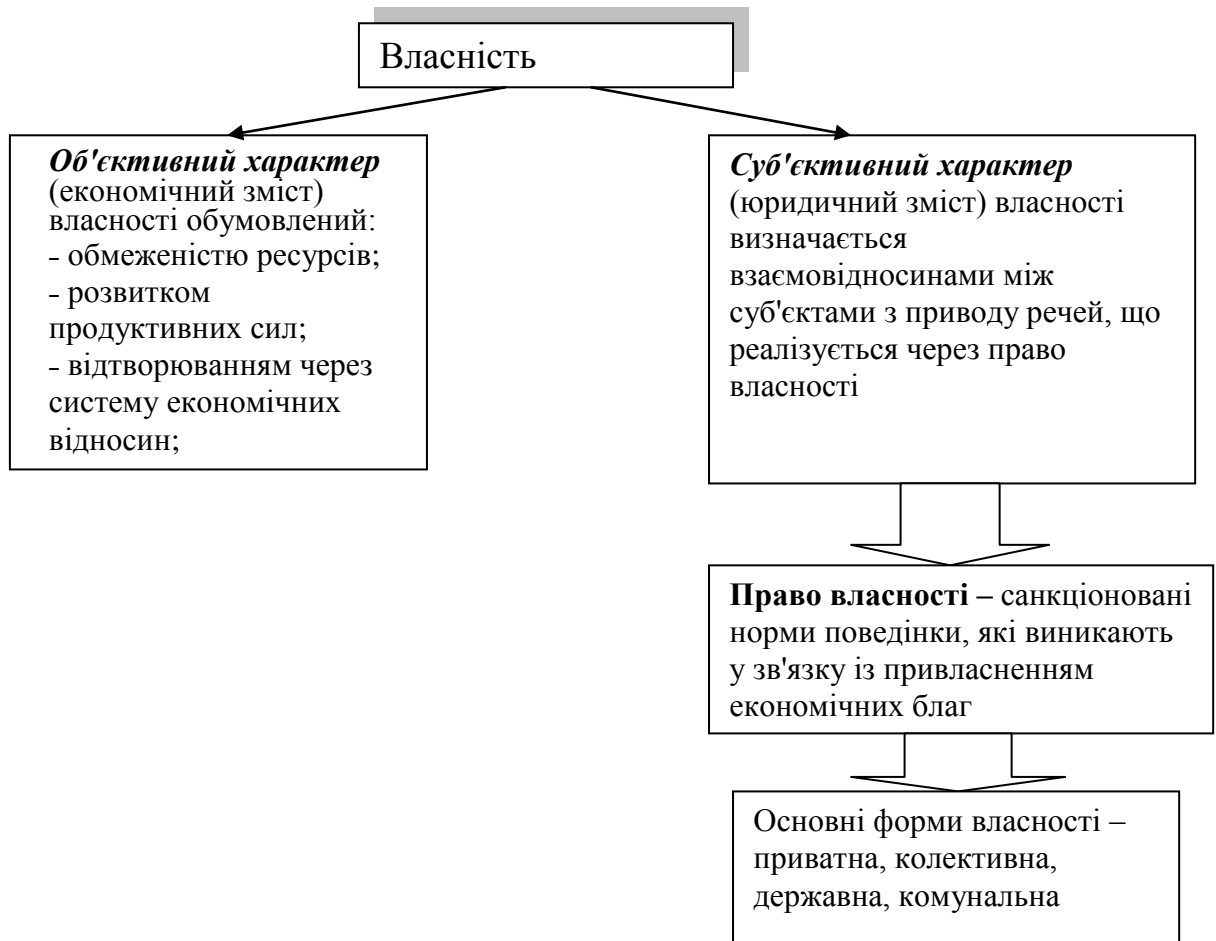 Власність
Об'єктивний характер
(економічний зміст)
власності обумовлений:
- обмеженістю ресурсів;
- розвитком
продуктивних сил;
- відтворюванням через
систему економічних
відносин;
Суб'єктивний характер
(юридичний зміст) власності
визначається
взаємовідносинами між
суб'єктами з приводу речей, що
реалізується через право
власності
Право власності – санкціоновані
норми поведінки, які виникають
у зв'язку із привласненням
економічних благ
Основні форми власності –
приватна, колективна,
державна, комунальна